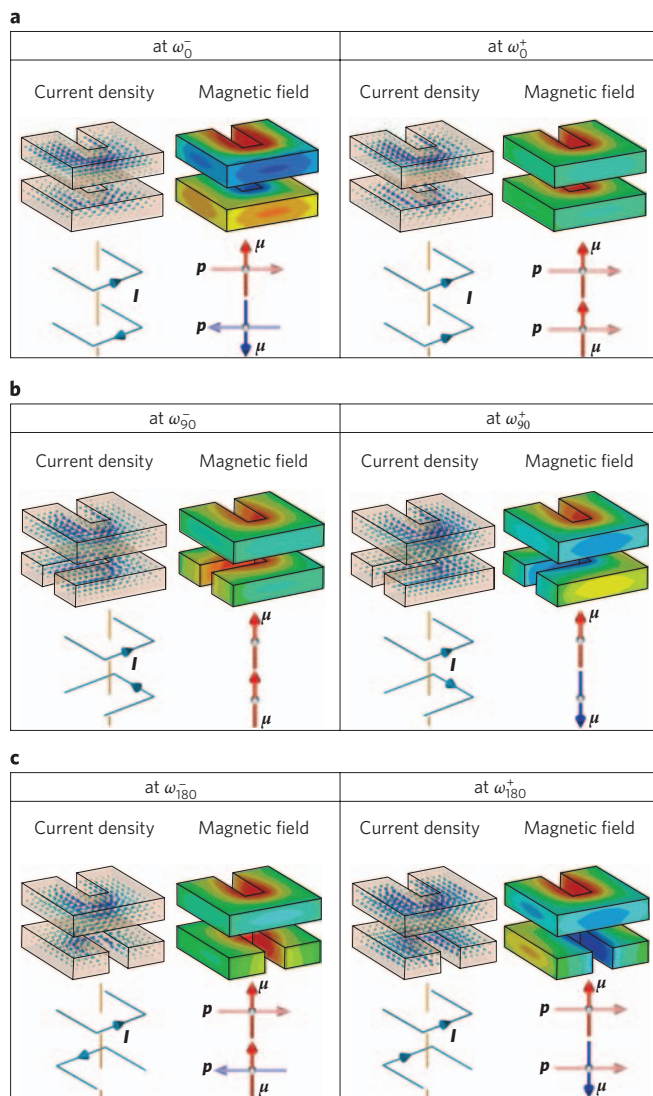 a
at ω₀⁻ at ω₀⁺
Current density Magnetic field Current density Magnetic field
μ μ
p p
I I
p p
μ μ
b
at ω₉₀⁻ at ω₉₀⁺
Current density Magnetic field Current density Magnetic field
μ μ
I I
μ μ
c
at ω₁₈₀⁻ at ω₁₈₀⁺
Current density Magnetic field Current density Magnetic field
μ μ
p p
I I
p p
μ μ